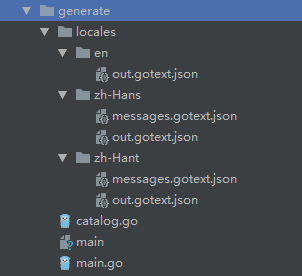 generate
locales
en
out.gotext.json
zh-Hans
messages.gotext.json
out.gotext.json
zh-Hant
messages.gotext.json
out.gotext.json
catalog.go
main
main.go